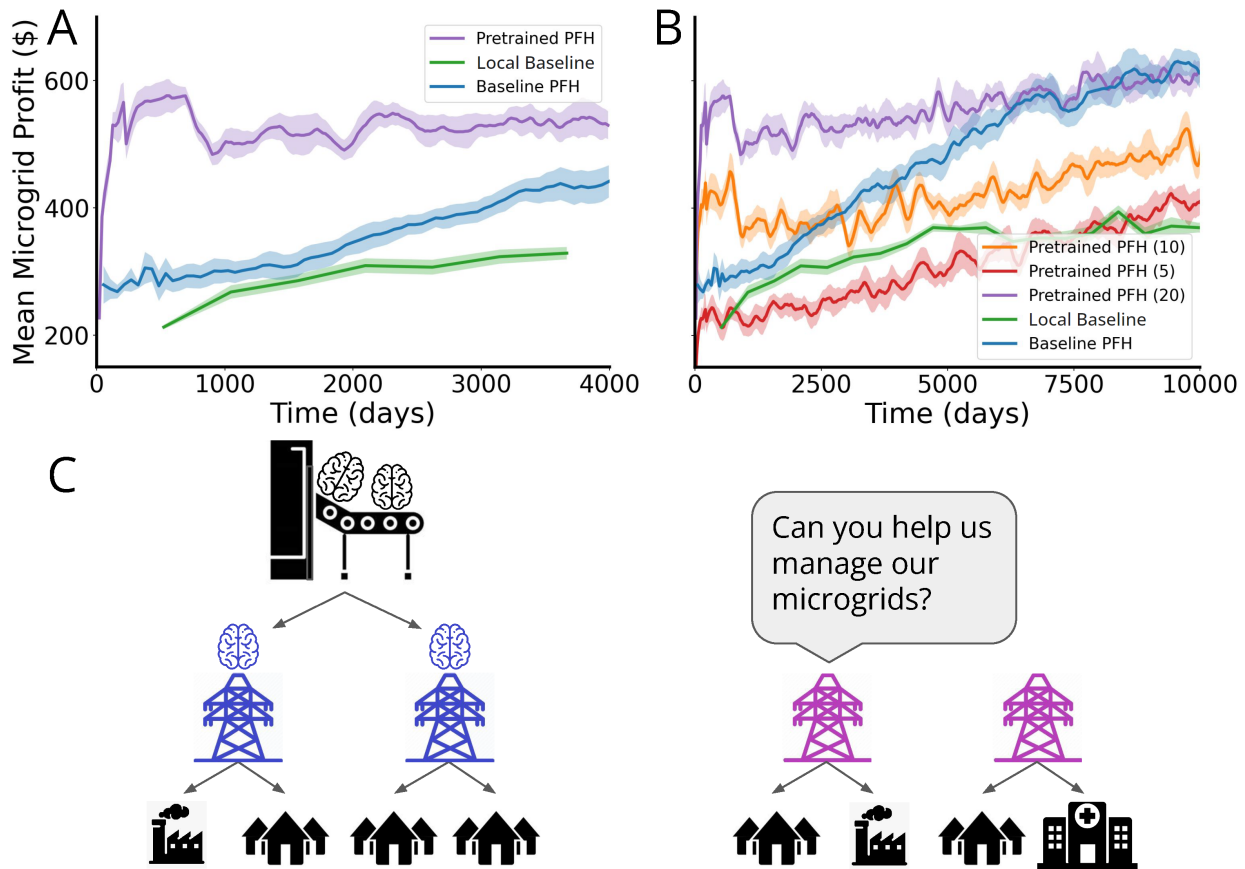 A
Mean Microgrid Profit ($)
600
400
200
Pretrained PFH
Local Baseline
Baseline PFH
0
1000
2000
3000
4000
Time (days)
B
Pretrained PFH (10)
Pretrained PFH (5)
Pretrained PFH (20)
Local Baseline
Baseline PFH
0
2500
5000
7500
10000
Time (days)
C
Can you help us
manage our
microgrids?